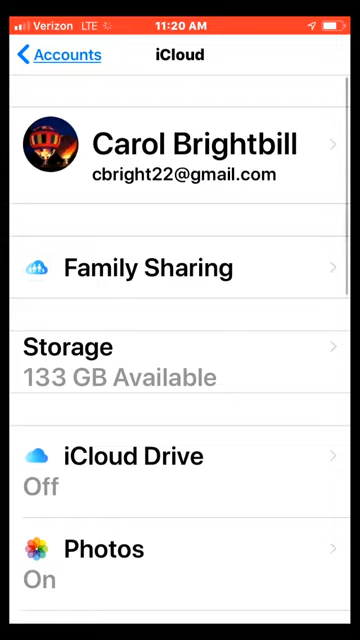 Verizon LTE 11:20 AM
Accounts iCloud
Carol Brightbill
cbright22@gmail.com
Family Sharing
Storage
133 GB Available
iCloud Drive
Off
Photos
On